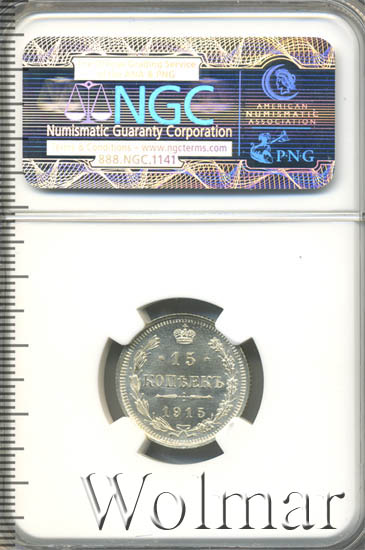 NGC
AMERICAN
NUMISMATIC
ASSOCIATION
Numismatic Guaranty Corporation
Terms & Conditions - www.ngcterms.com
888.NGC.1141
PNG
15
КОПѢЕКЪ
1915
Wolmar